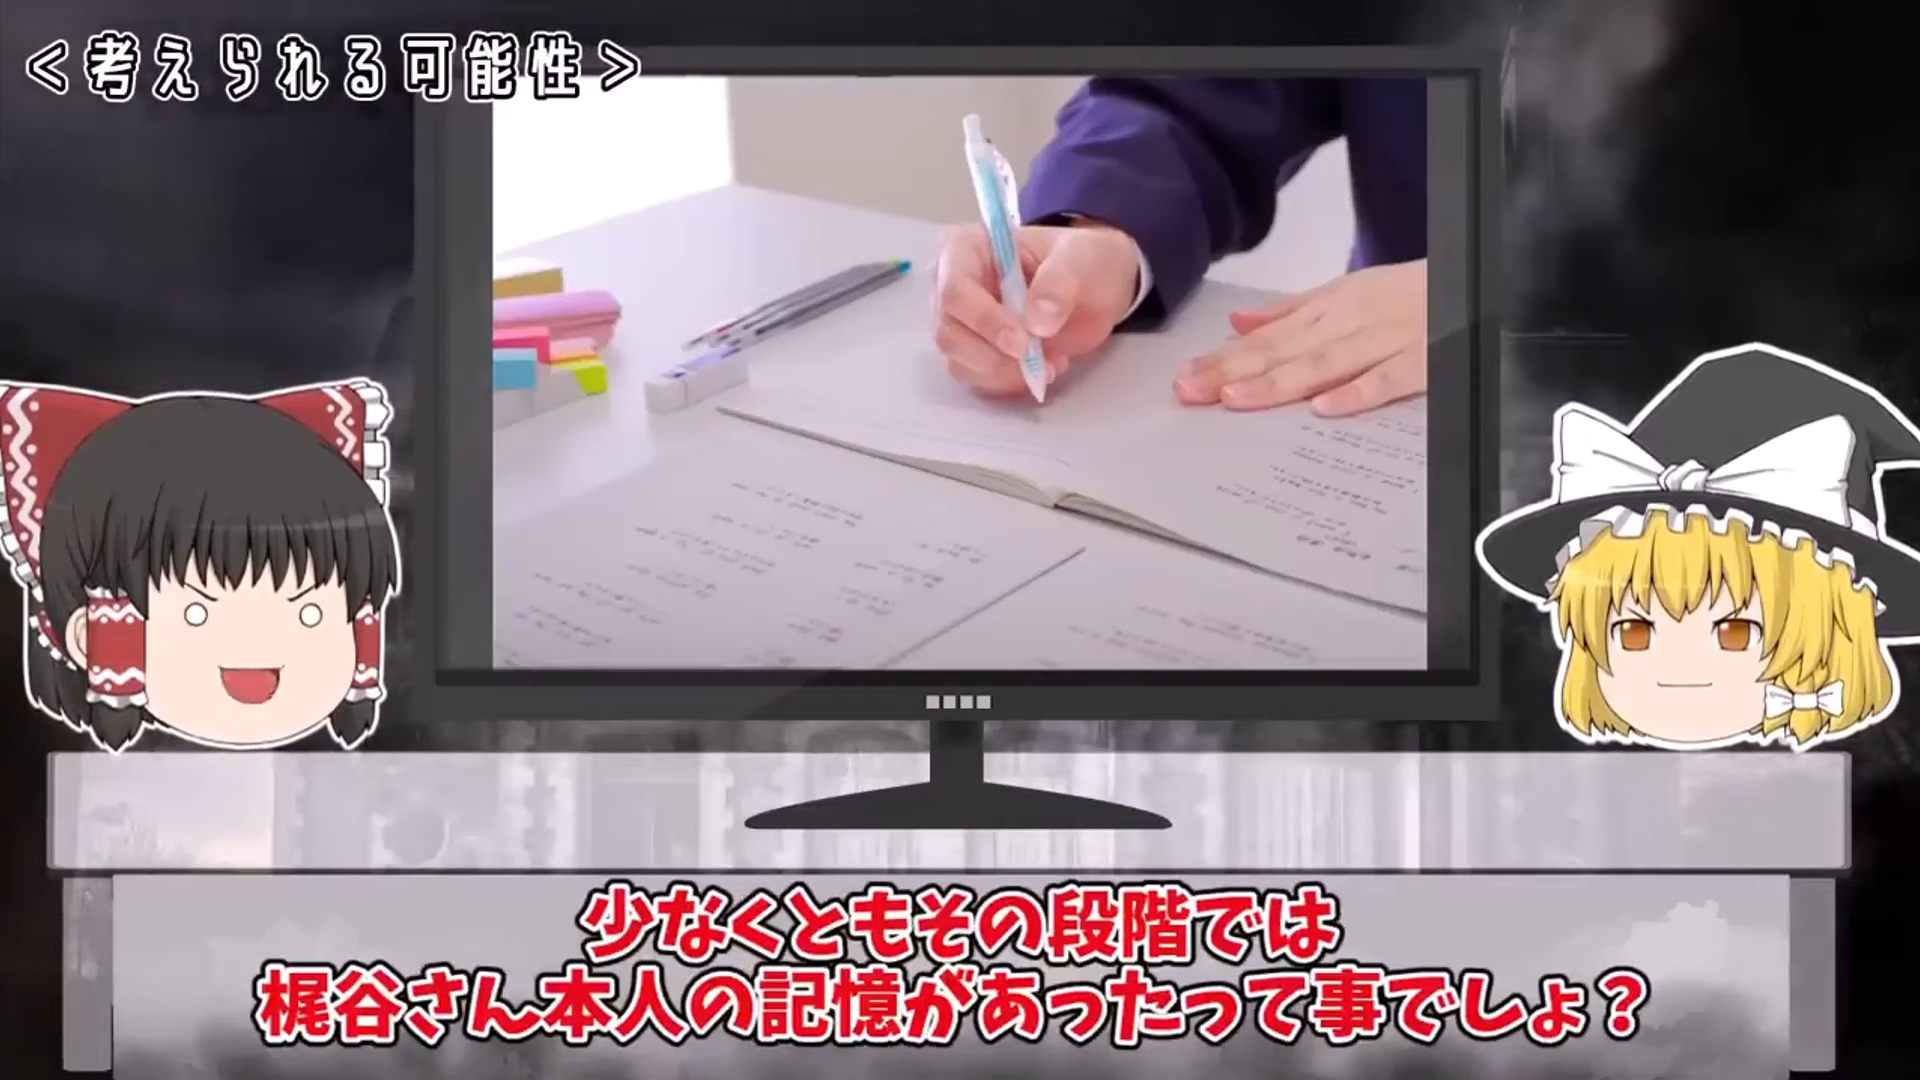 ＜考えられる可能性＞
少なくともその段階では
梶谷さん本人の記憶があったって事でしょ？